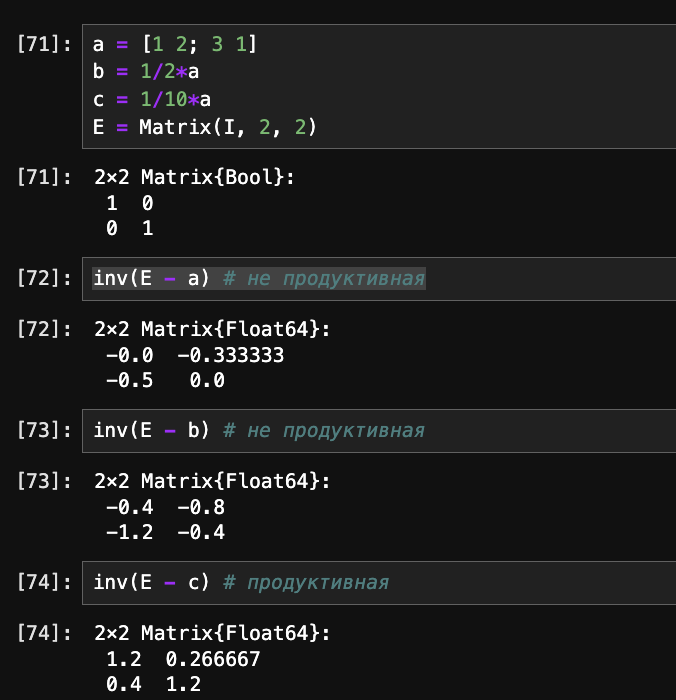 [71]: a = [1 2; 3 1]
b = 1/2*a
c = 1/10*a
E = Matrix(I, 2, 2)
[71]: 2×2 Matrix{Bool}:
1 0
0 1
[72]: inv(E - a) # не продуктивная
[72]: 2×2 Matrix{Float64}:
-0.0 -0.333333
-0.5 0.0
[73]: inv(E - b) # не продуктивная
[73]: 2×2 Matrix{Float64}:
-0.4 -0.8
-1.2 -0.4
[74]: inv(E - c) # продуктивная
[74]: 2×2 Matrix{Float64}:
1.2 0.266667
0.4 1.2